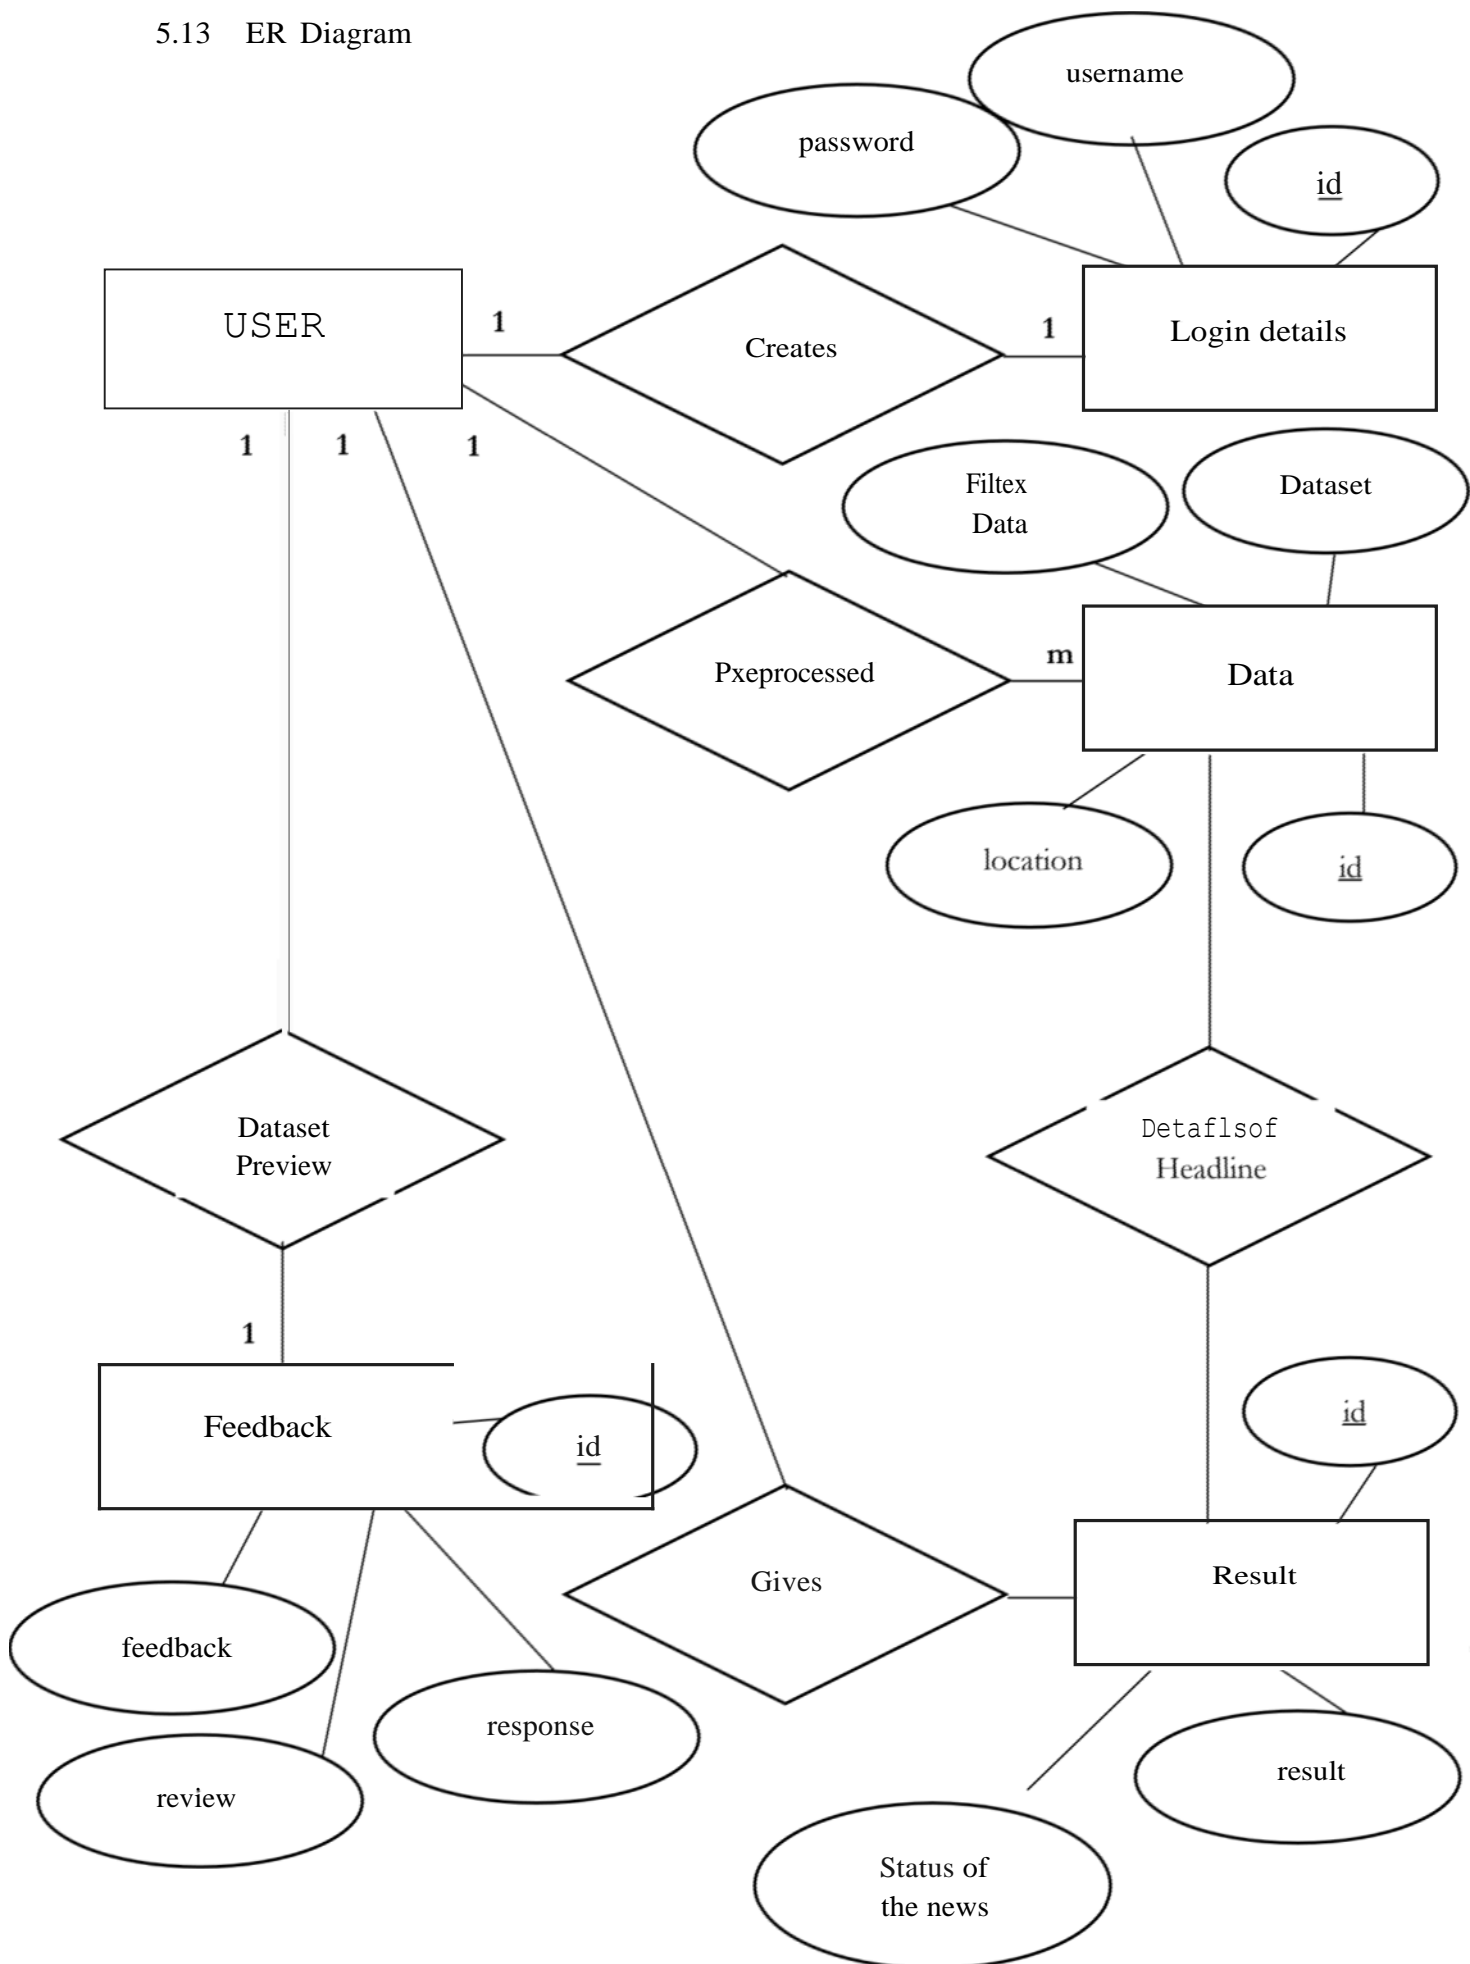 5.13 ER Diagram
username
password
id
USER
1
Creates
1
Login details
1
1
1
Filtex
Data
Dataset
Pxeprocessed
m
Data
location
id
Dataset
Preview
Detaflsof
Headline
1
Feedback
id
id
Gives
Result
feedback
response
review
result
Status of
the news